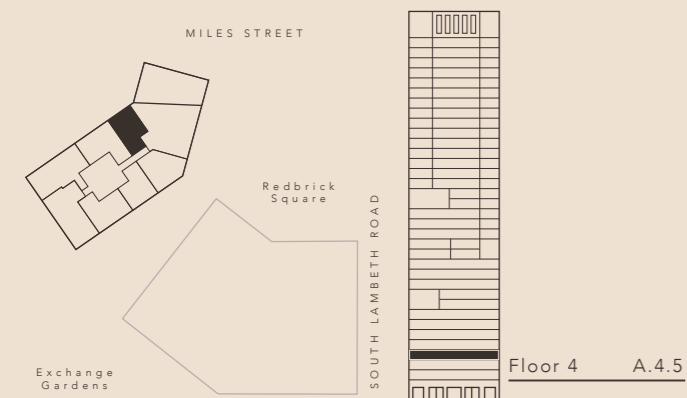 MILES STREET
Redbrick
Square
SOUTH LAMBETH ROAD
Exchange
Gardens
Floor 4 A.4.5